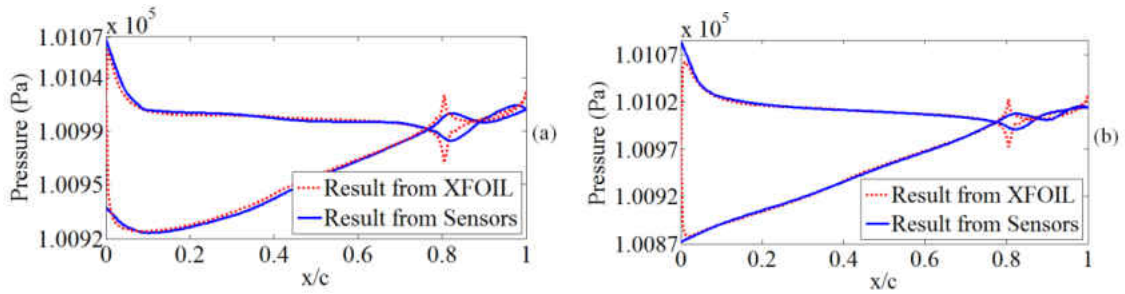 x 10^5
1.0107
1.0104
1.0099
1.0095
1.0092
Pressure (Pa)
Result from XFOIL
Result from Sensors
0 0.2 0.4 0.6 0.8 1
x/c
(a)
x 10^5
1.0107
1.0102
1.0097
1.0092
1.0087
Pressure (Pa)
Result from XFOIL
Result from Sensors
0 0.2 0.4 0.6 0.8 1
x/c
(b)